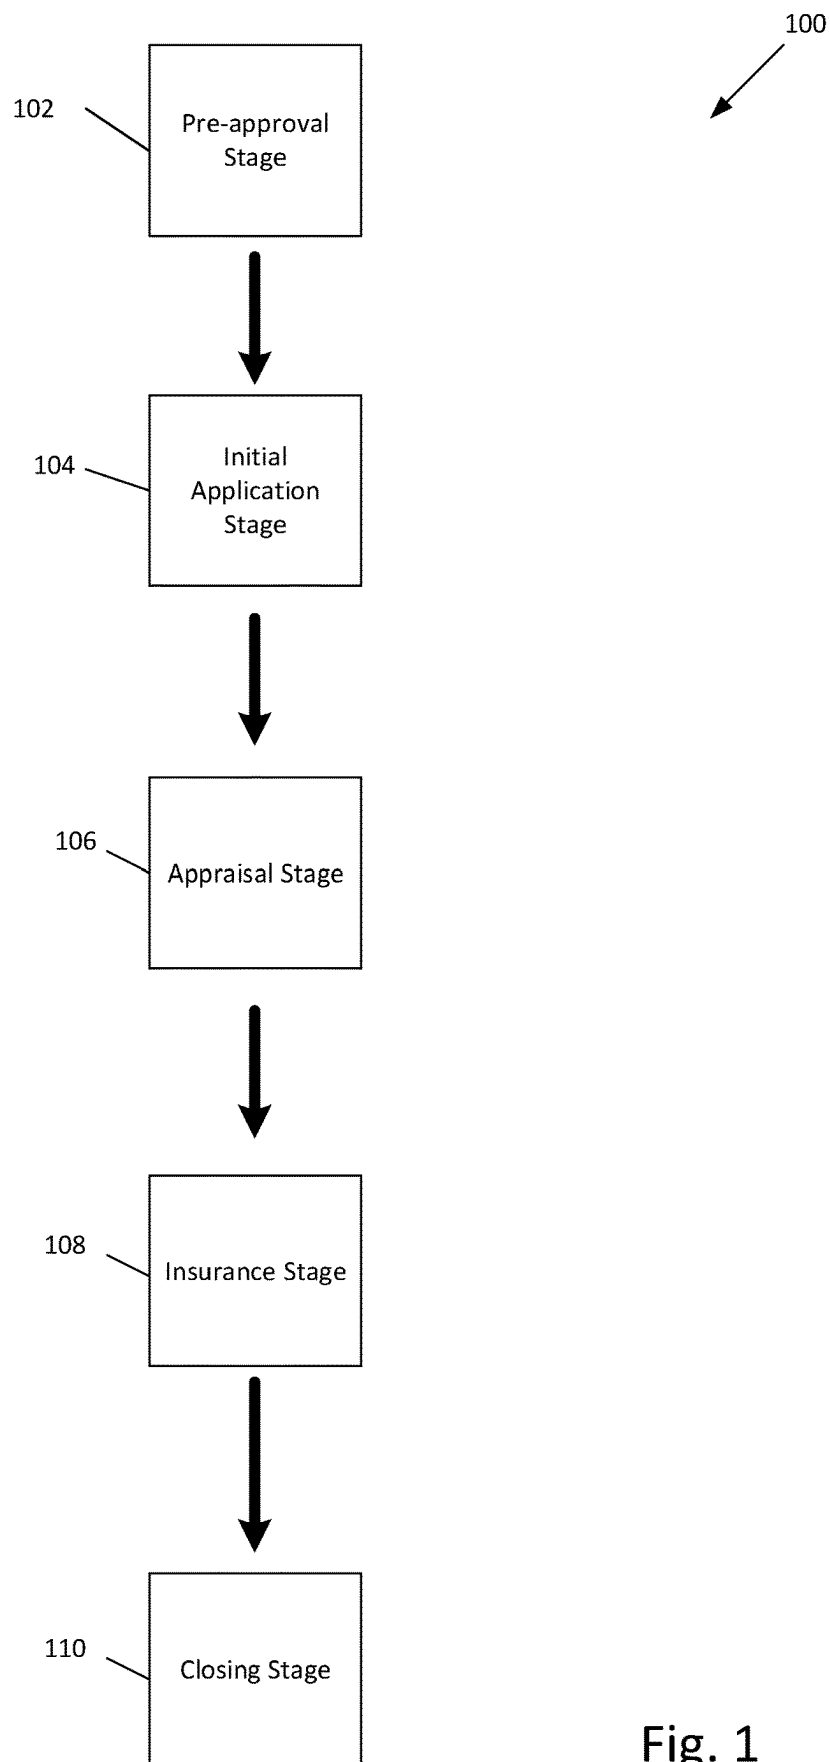 100
102
Pre-approval
Stage
104
Initial
Application
Stage
106
Appraisal Stage
108
Insurance Stage
110
Closing Stage
Fig. 1